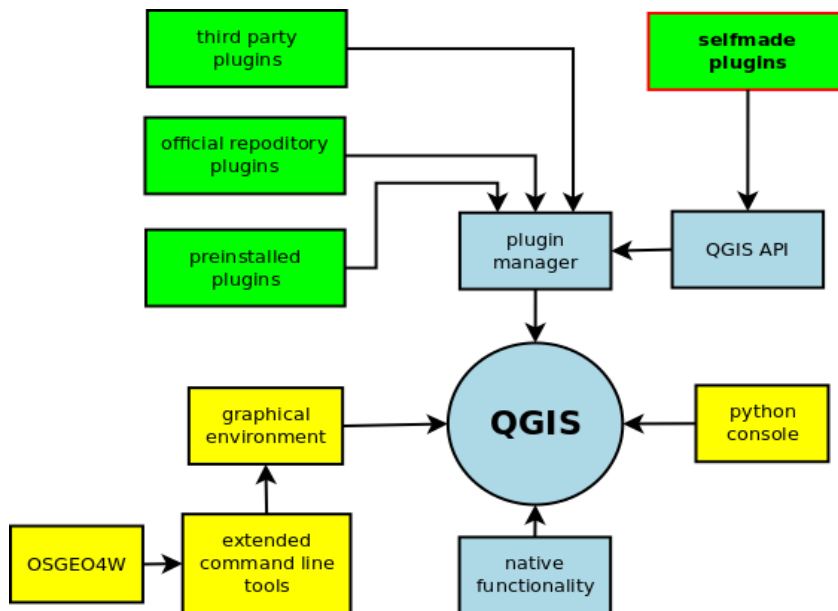 third party
plugins
selfmade
plugins
official repoditory
plugins
preinstalled
plugins
plugin
manager
QGIS API
graphical
environment
QGIS
python
console
OSGEO4W
extended
command line
tools
native
functionality